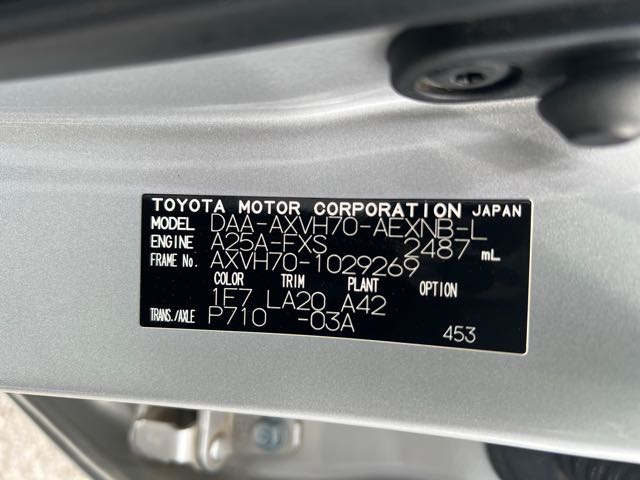 TOYOTA MOTOR CORPORATION JAPAN
MODEL DAA-AXVH70-AEXNB-L
ENGINE A25A-FXS 2487 mL
FRAME No. AXVH70-1029269
COLOR TRIM PLANT OPTION
1F7 LA20 A42
TRANS./AXLE P710 -03A
453